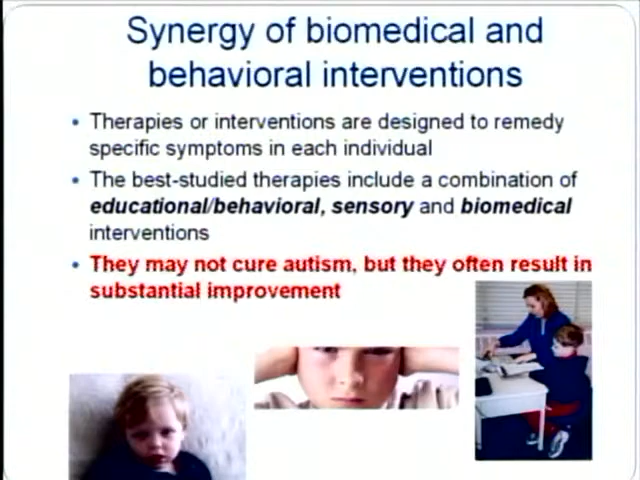 Synergy of biomedical and
behavioral interventions
• Therapies or interventions are designed to remedy
specific symptoms in each individual
• The best-studied therapies include a combination of
educational/behavioral, sensory and biomedical
interventions
• They may not cure autism, but they often result in
substantial improvement